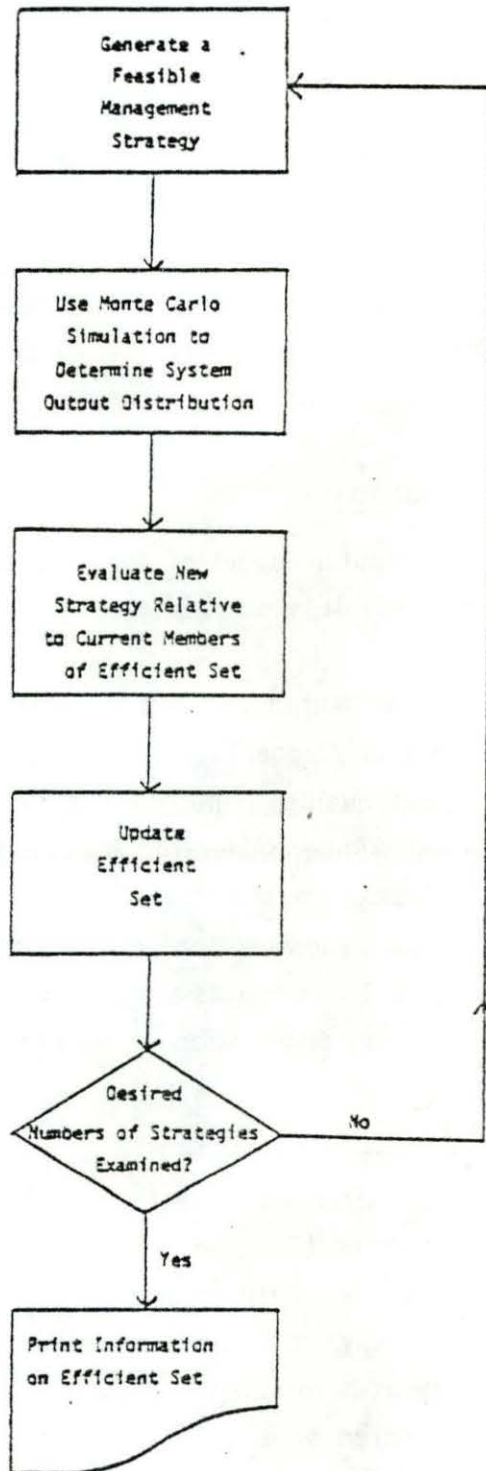 Generate a
Feasible
Management
Strategy
Use Monte Carlo
Simulation to
Determine System
Output Distribution
Evaluate New
Strategy Relative
to Current Members
of Efficient Set
Update
Efficient
Set
Desired
Numbers of Strategies
Examined?
No
Yes
Print Information
on Efficient Set